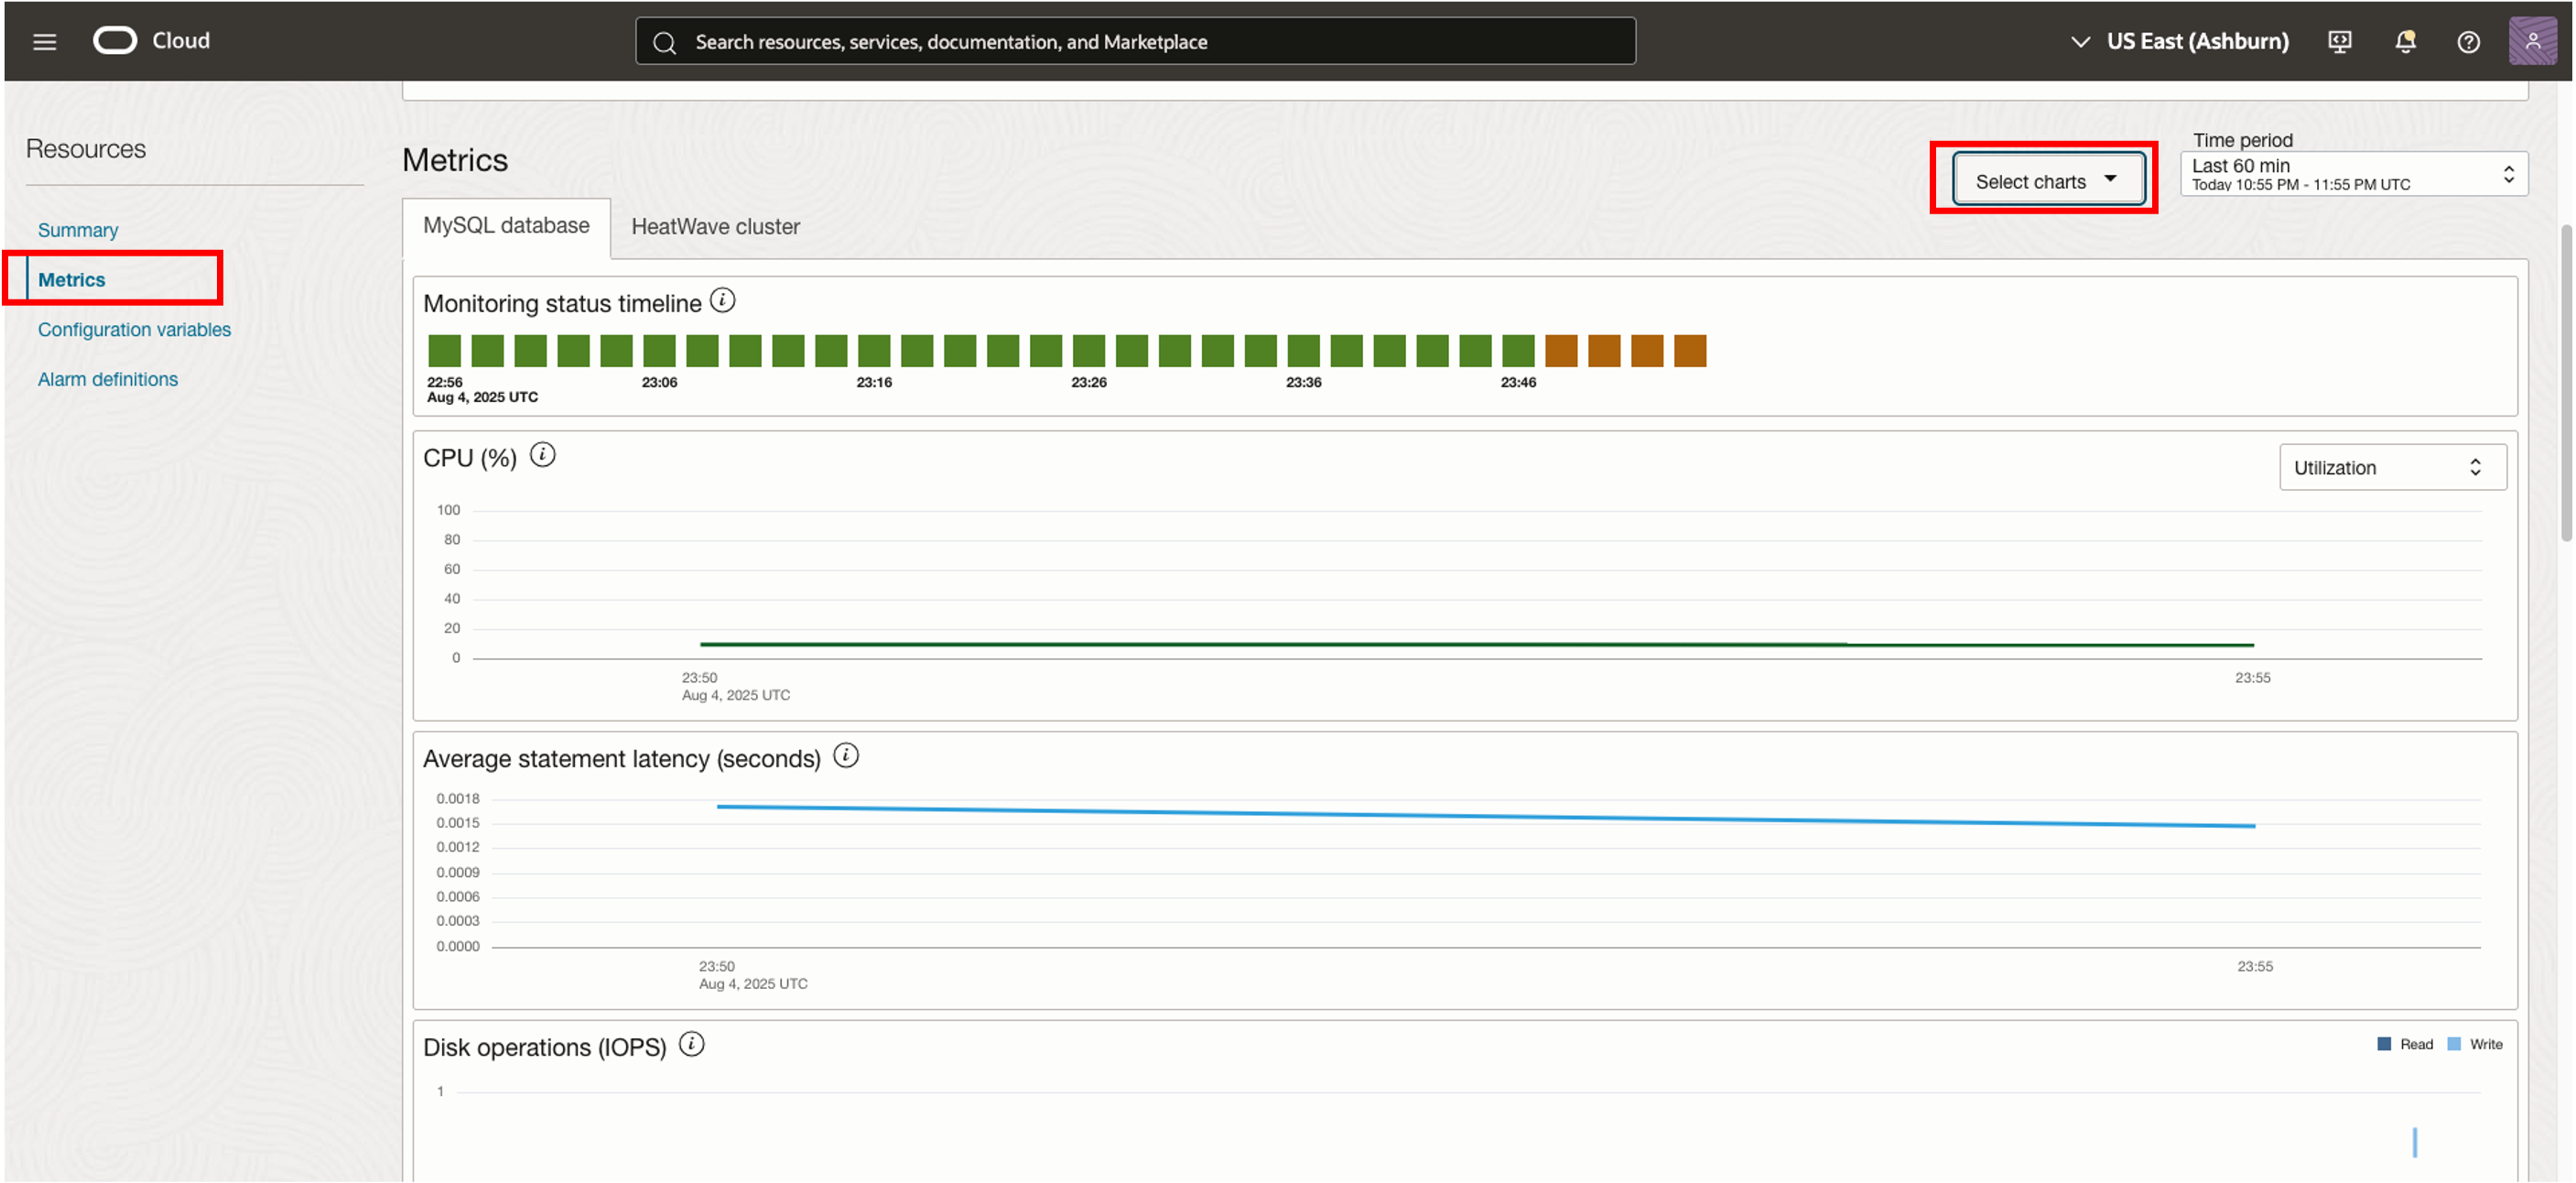 Cloud
Search resources, services, documentation, and Marketplace
US East (Ashburn)
Resources
Summary
Metrics
Configuration variables
Alarm definitions
Metrics
Select charts
Time period
Last 60 min
Today 10:55 PM - 11:55 PM UTC
MySQL database
HeatWave cluster
Monitoring status timeline
22:56 23:06 23:16 23:26 23:36 23:46
Aug 4, 2025 UTC
CPU (%)
Utilization
100
80
60
40
20
0
23:50 23:55
Aug 4, 2025 UTC
Average statement latency (seconds)
0.0018
0.0015
0.0012
0.0009
0.0006
0.0003
0.0000
23:50 23:55
Aug 4, 2025 UTC
Disk operations (IOPS)
Read Write
1